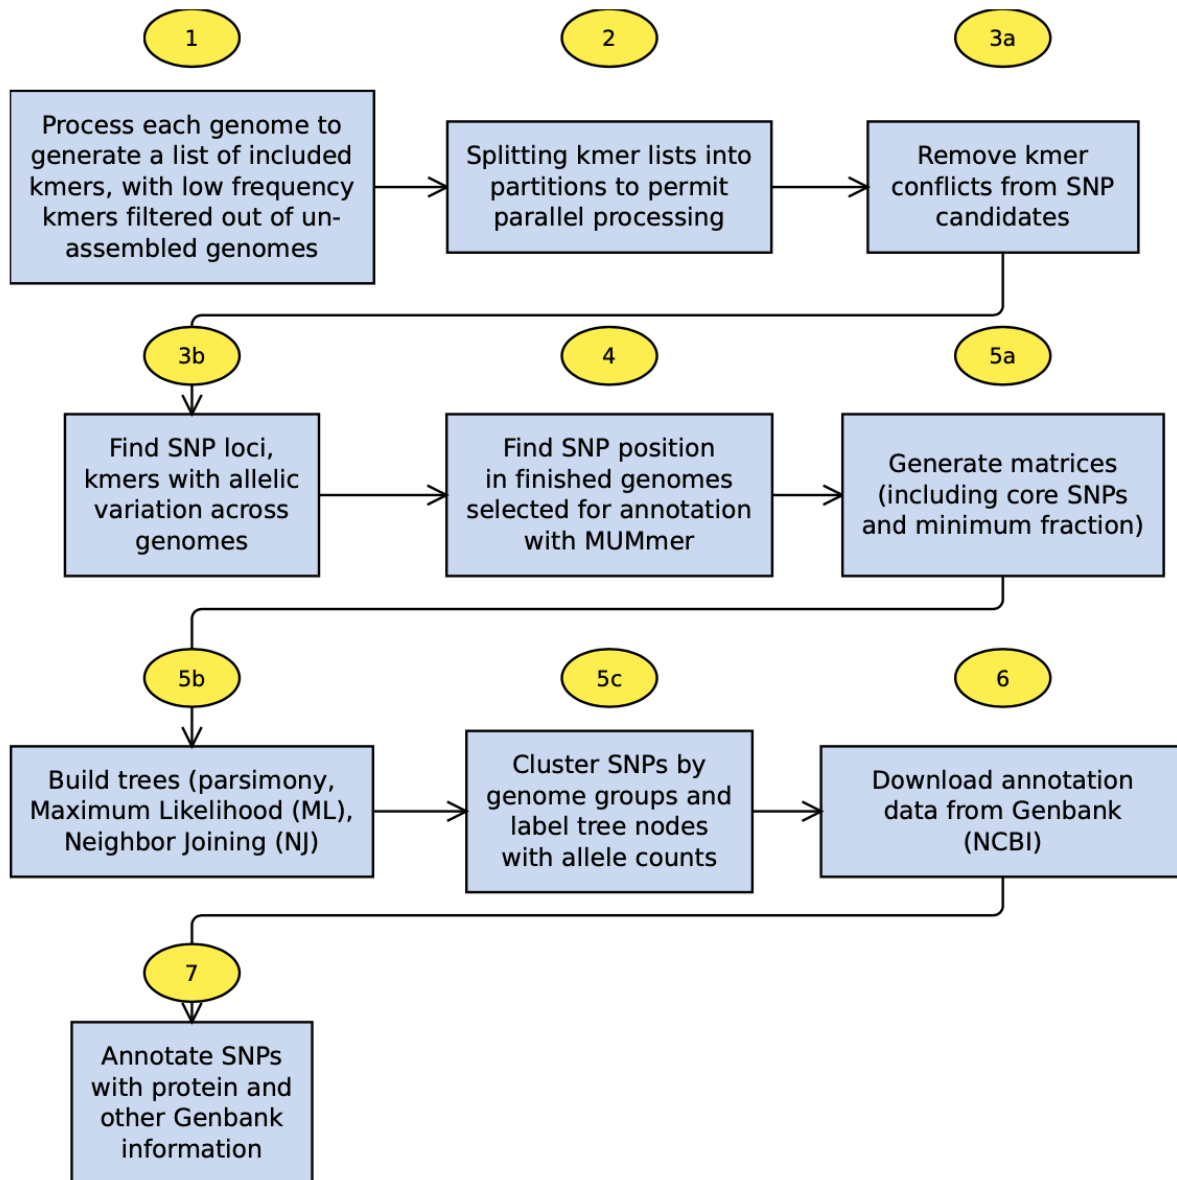 1
Process each genome to
generate a list of included
kmers, with low frequency
kmers filtered out of un-
assembled genomes
2
Splitting kmer lists into
partitions to permit
parallel processing
3a
Remove kmer
conflicts from SNP
candidates
3b
Find SNP loci,
kmers with allelic
variation across
genomes
4
Find SNP position
in finished genomes
selected for annotation
with MUMmer
5a
Generate matrices
(including core SNPs
and minimum fraction)
5b
Build trees (parsimony,
Maximum Likelihood (ML),
Neighbor Joining (NJ)
5c
Cluster SNPs by
genome groups and
label tree nodes
with allele counts
6
Download annotation
data from Genbank
(NCBI)
7
Annotate SNPs
with protein and
other Genbank
information